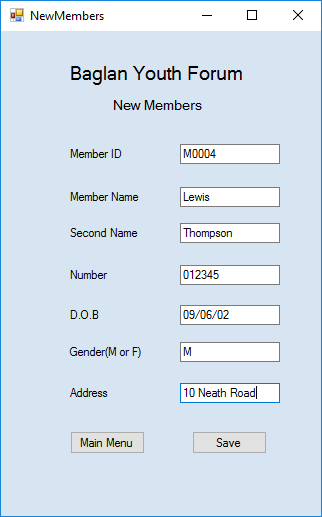 NewMembers
Baglan Youth Forum
New Members
Member ID M0004
Member Name Lewis
Second Name Thompson
Number 012345
D.O.B 09/06/02
Gender(M or F) M
Address 10 Neath Road
Main Menu Save